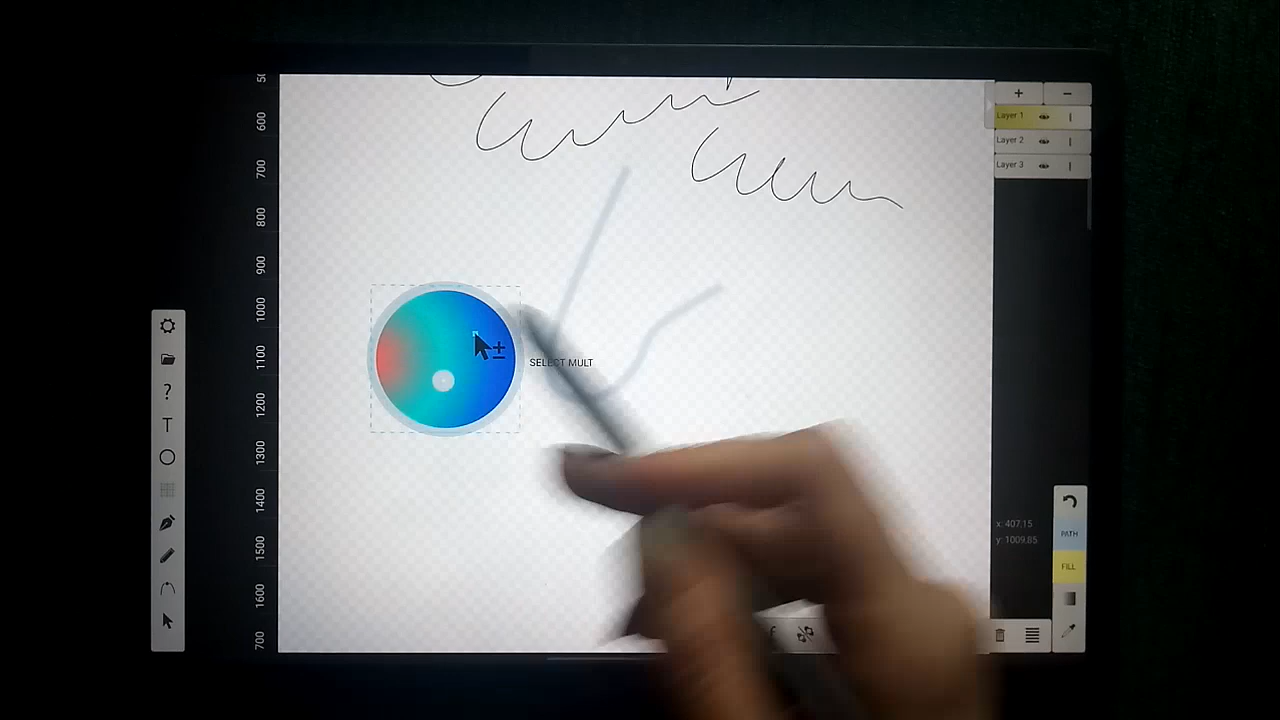 600
700
800
900
1000
1100
1200
1300
1400
1500
1600
700
?
T
SELECT MULT
+
−
Layer 1
Layer 2
Layer 3
x: 407.15
y: 1009.85
PATH
FILL